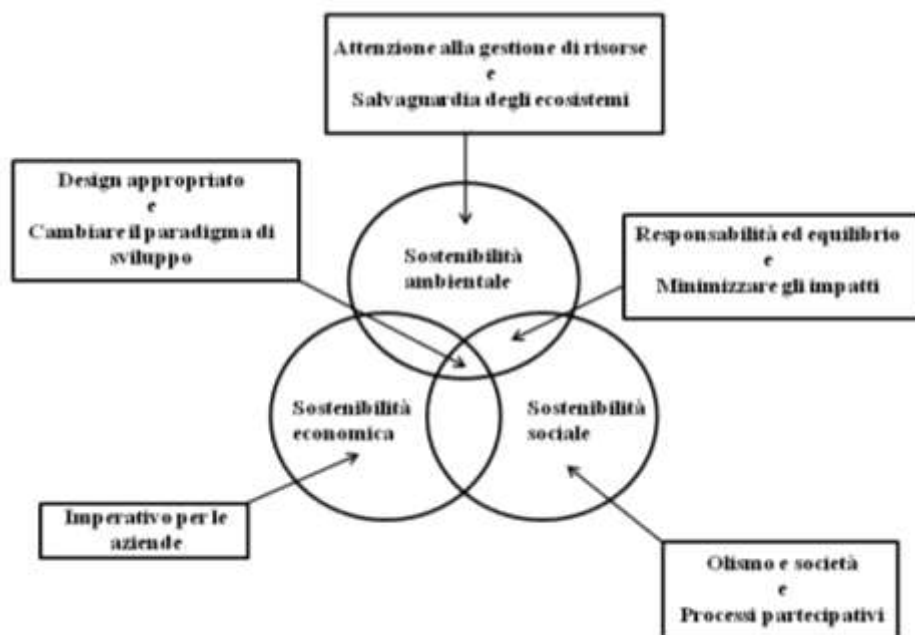 Attenzione alla gestione di risorse
e
Salvaguardia degli ecosistemi
Design appropriato
e
Cambiare il paradigma di
sviluppo
Responsabilità ed equilibrio
e
Minimizzare gli impatti
Sostenibilità
ambientale
Sostenibilità
economica
Sostenibilità
sociale
Imperativo per le
aziende
Olismo e società
e
Processi partecipativi